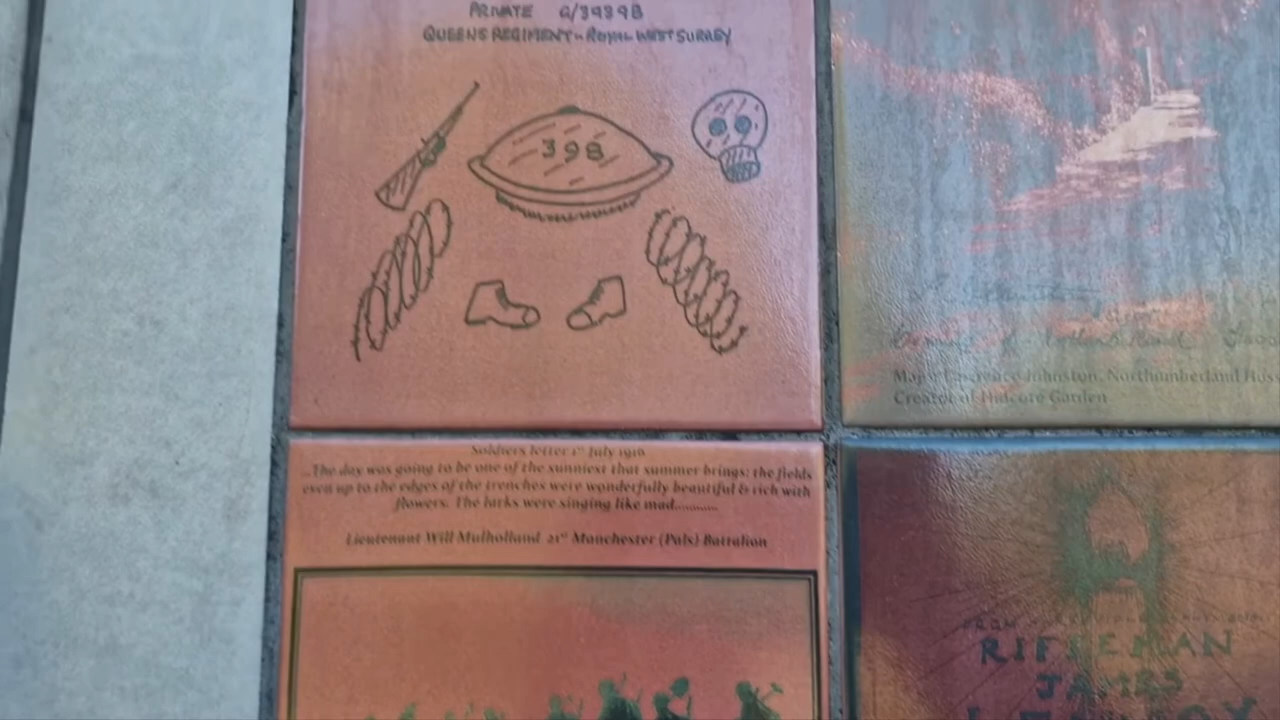 PRIVATE G/39398
QUEENS REGIMENT - ROYAL WEST SURREY
398
Soldiers letter 1st July 1916
...The day was going to be one of the sunniest that summer brings: the fields
even up to the edges of the trenches were wonderfully beautiful & rich with
flowers. The larks were singing like mad...........
Lieutenant Will Mulholland 21st Manchester (Pals) Battalion
Major Lawrence Johnston, Northumberland
Creator of Hidcote Garden
FROM
RIFLEMAN
JAMES